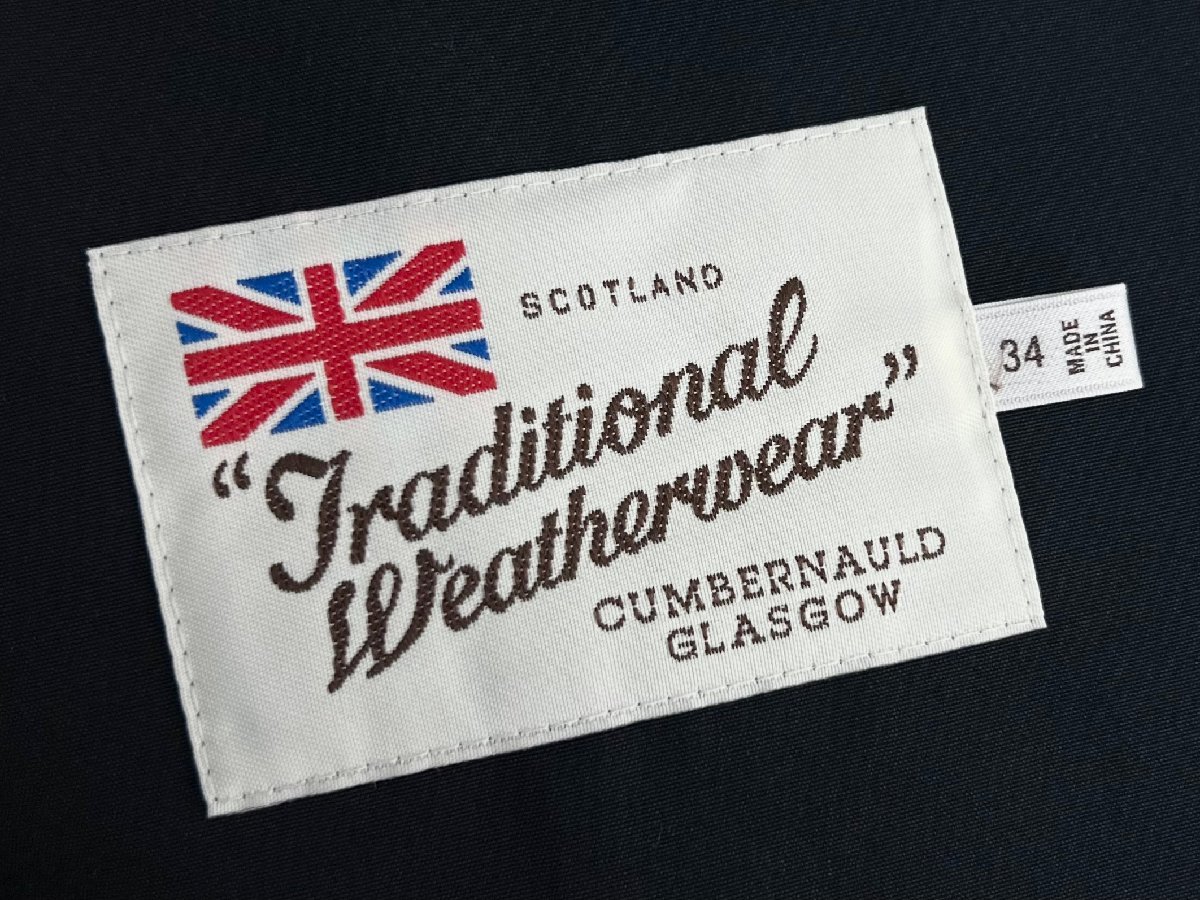 SCOTLAND
“Traditional
Weatherwear”
CUMBERNAULD
GLASGOW
34
MADE
IN
CHINA